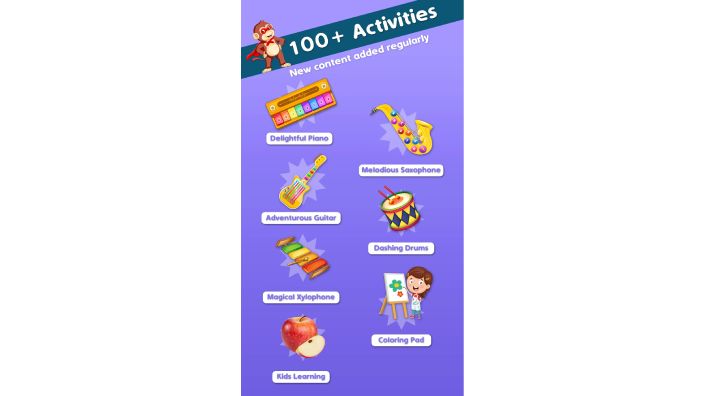 100+ Activities
New content added regularly
Delightful Piano
Melodious Saxophone
Adventurous Guitar
Dashing Drums
Magical Xylophone
Coloring Pad
Kids Learning